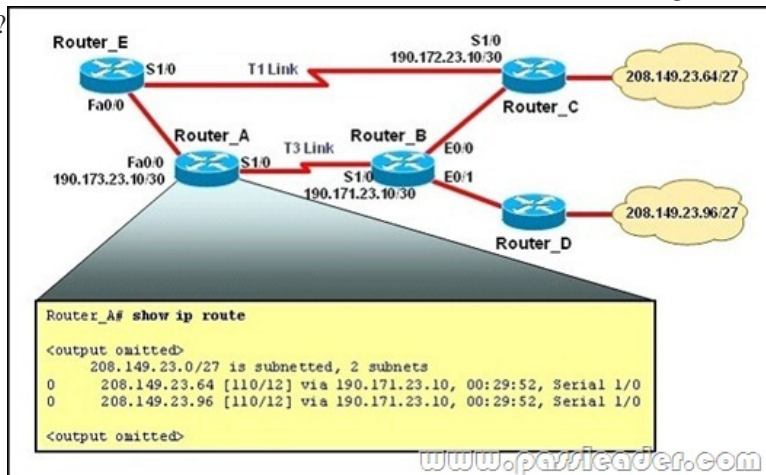 ?
Router_E
S1/0
T1 Link
S1/0
190.172.23.10/30
208.149.23.64/27
Router_C
Fa0/0
Router_A
T3 Link
Router_B
Fa0/0
190.173.23.10/30
S1/0
S1/0
190.171.23.10/30
E0/0
E0/1
208.149.23.96/27
Router_D
Router_A# show ip route
<output omitted>
208.149.23.0/27 is subnetted, 2 subnets
O 208.149.23.64 [110/12] via 190.171.23.10, 00:29:52, Serial 1/0
O 208.149.23.96 [110/12] via 190.171.23.10, 00:29:52, Serial 1/0
<output omitted>
www.passleader.com